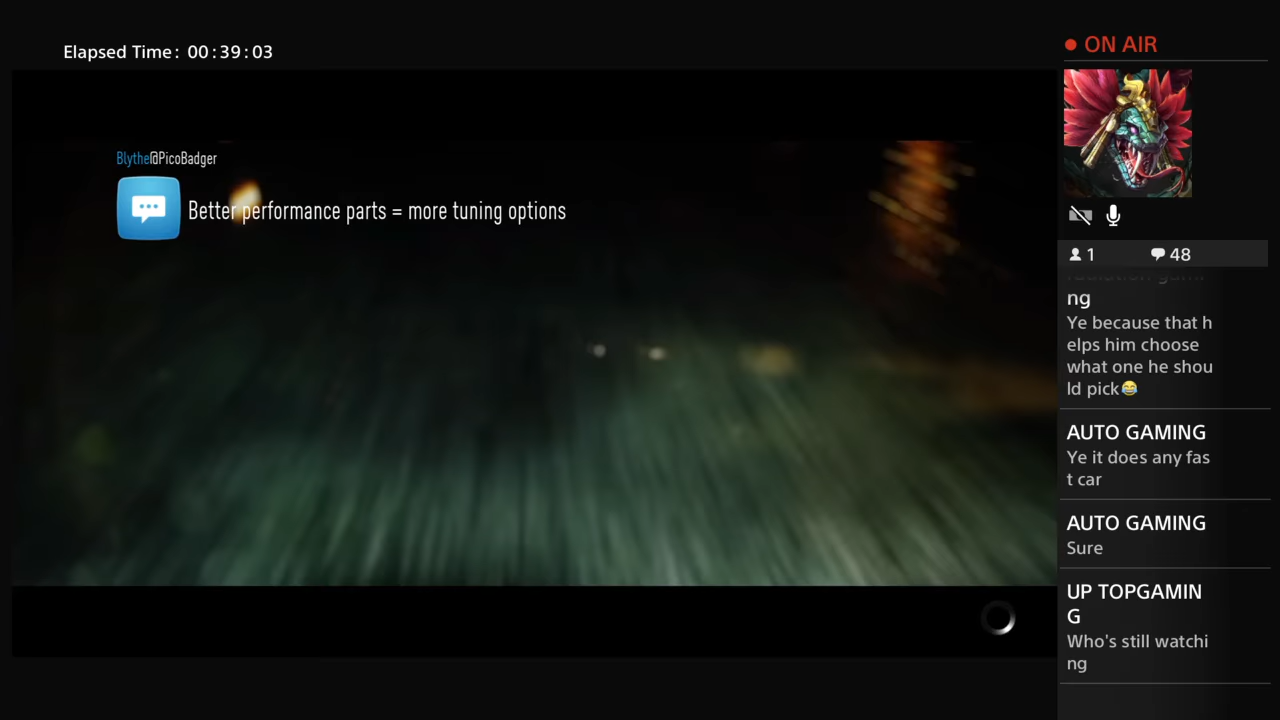 Elapsed Time: 00:39:03
ON AIR
Blythe@PicoBadger
Better performance parts = more tuning options
1 48
ng
Ye because that h
elps him choose
what one he shou
ld pick😂
AUTO GAMING
Ye it does any fas
t car
AUTO GAMING
Sure
UP TOPGAMIN
G
Who's still watchi
ng